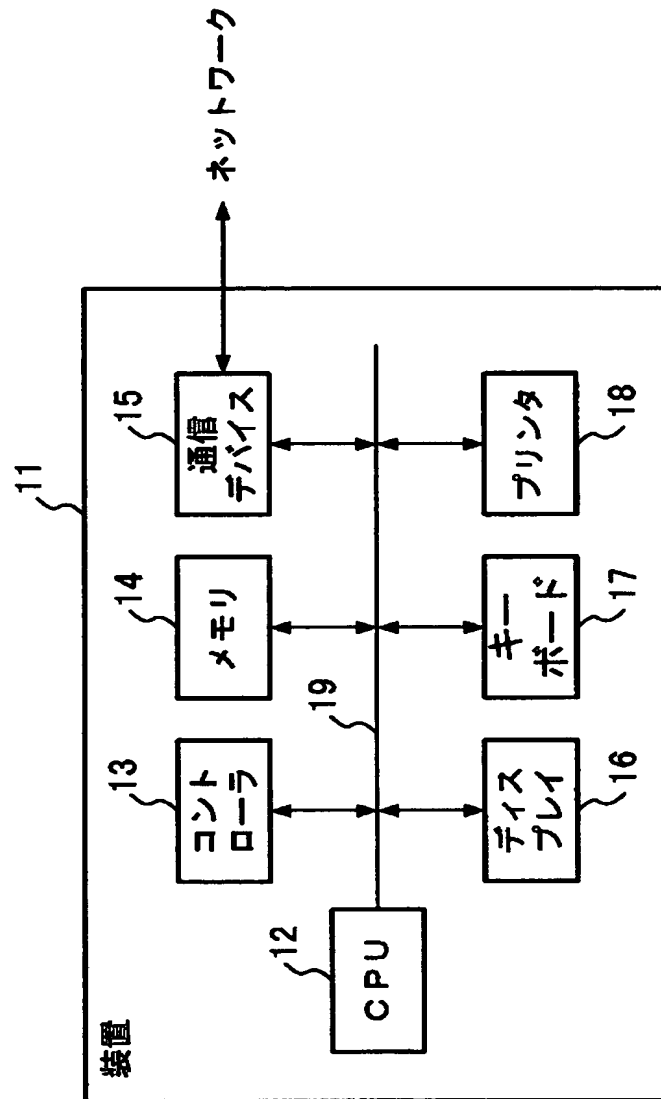 11
装置
13
コント
ローラ
14
メモリ
15
通信
デバイス
ネットワーク
12
CPU
19
ディス
プレイ
16
キー
ボード
17
プリンタ
18